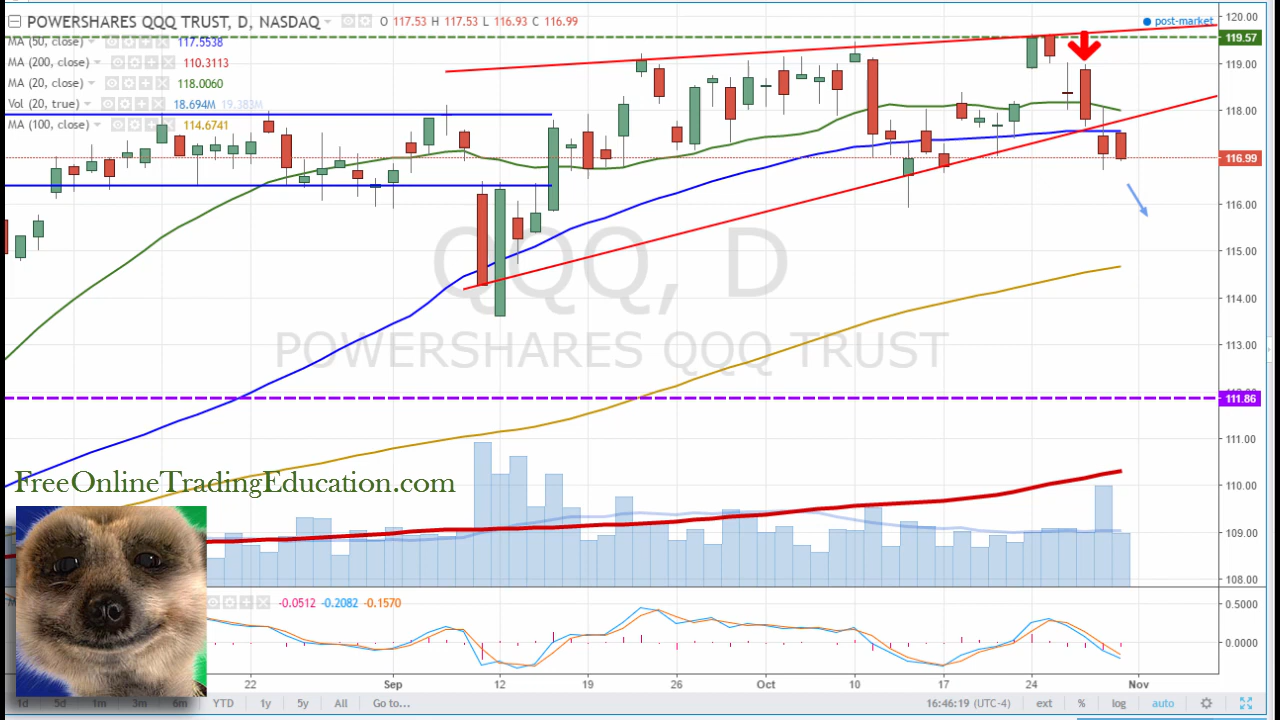 POWERSHARES QQQ TRUST, D, NASDAQ O 117.53 H 117.53 L 116.93 C 116.99
post-market
120.00
MA (50, close) 117.5538
119.57
MA (200, close) 110.3113
119.00
MA (20, close) 118.0060
Vol (20, true) 18.694M 19.383M
118.00
MA (100, close) 114.6741
116.99
116.00
QQQ, D
115.00
114.00
POWERSHARES QQQ TRUST
113.00
111.86
111.00
FreeOnlineTradingEducation.com
110.00
109.00
108.00
-0.0512 -0.2082 -0.1570
0.5000
0.0000
22 Sep 12 19 26 Oct 10 17 24 Nov
1d 5d 1m 3m 6m YTD 1y 5y All Go to... 16:46:19 (UTC-4) ext % log auto